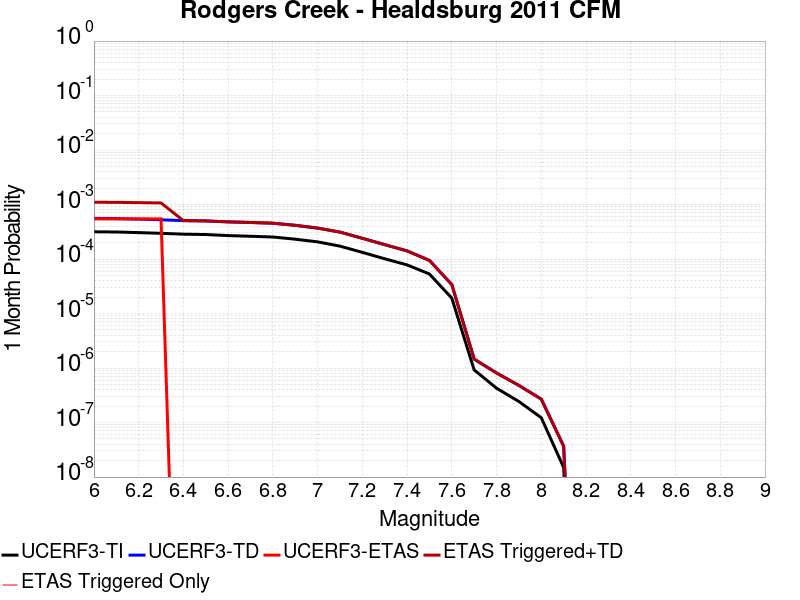 Rodgers Creek - Healdsburg 2011 CFM
10^0
10^-1
10^-2
10^-3
10^-4
10^-5
10^-6
10^-7
10^-8
1 Month Probability
6 6.2 6.4 6.6 6.8 7 7.2 7.4 7.6 7.8 8 8.2 8.4 8.6 8.8 9
Magnitude
UCERF3-TI UCERF3-TD UCERF3-ETAS ETAS Triggered+TD
ETAS Triggered Only